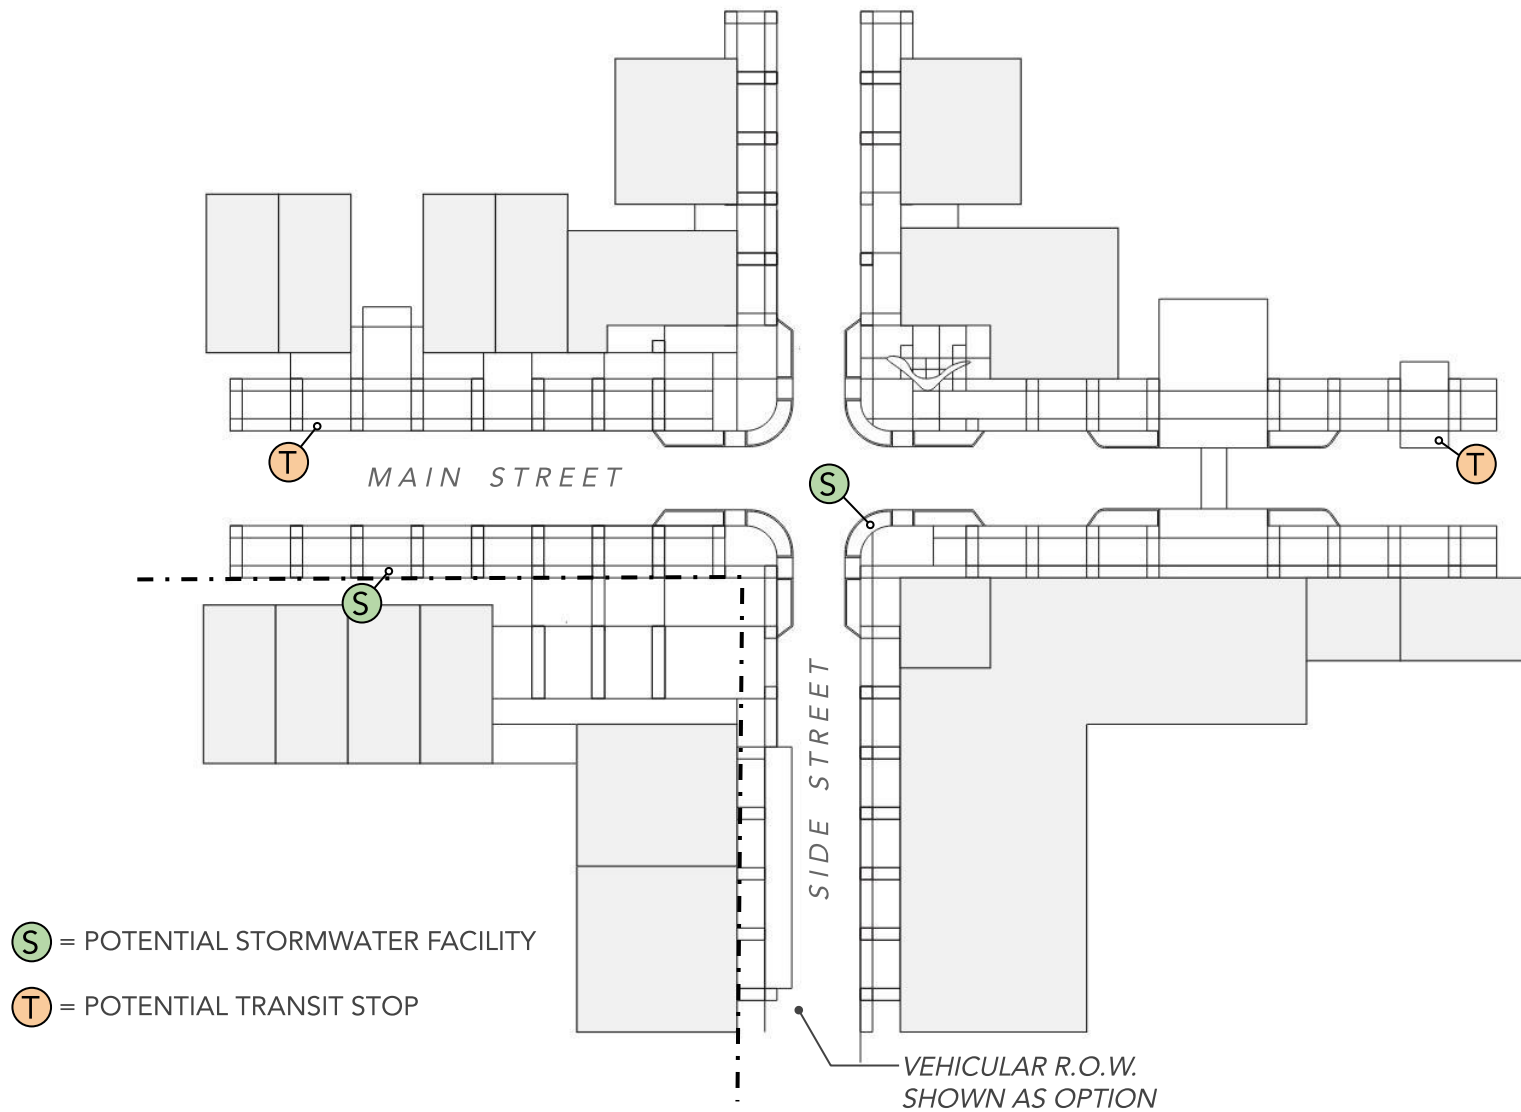 T
MAIN STREET
S
T
S
SIDE STREET
S = POTENTIAL STORMWATER FACILITY
T = POTENTIAL TRANSIT STOP
VEHICULAR R.O.W.
SHOWN AS OPTION